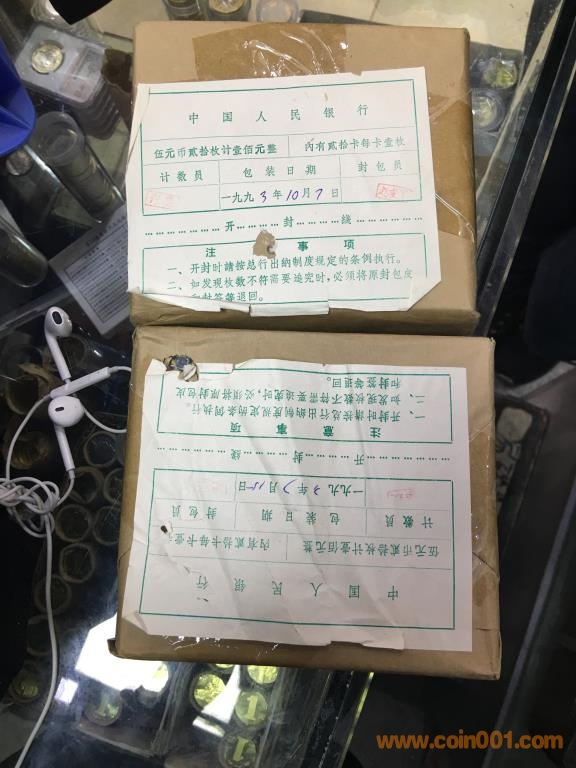 中国人民银行
伍元币贰拾枚计壹佰元整 内有贰拾卡每卡壹枚
计数员 包装日期 封包员
一九九3年10月7日
开 封 线
注 事 项
一、开封时请按总行出纳制度规定的条例执行。
二、如发现枚数不符需要追究时,必须将原封包皮
和封签等退回。
中国人民银行
伍元币贰拾枚计壹佰元整 内有贰拾卡每卡壹
计数员 包装日期 封包员
一九九 年 月 日
开 封 线
注意事项
一、开封时请按总行出纳制度规定的条例执行。
二、如发现枚数不符需要追究时,必须将原封包皮
和封签等退回。
www.coin001.com